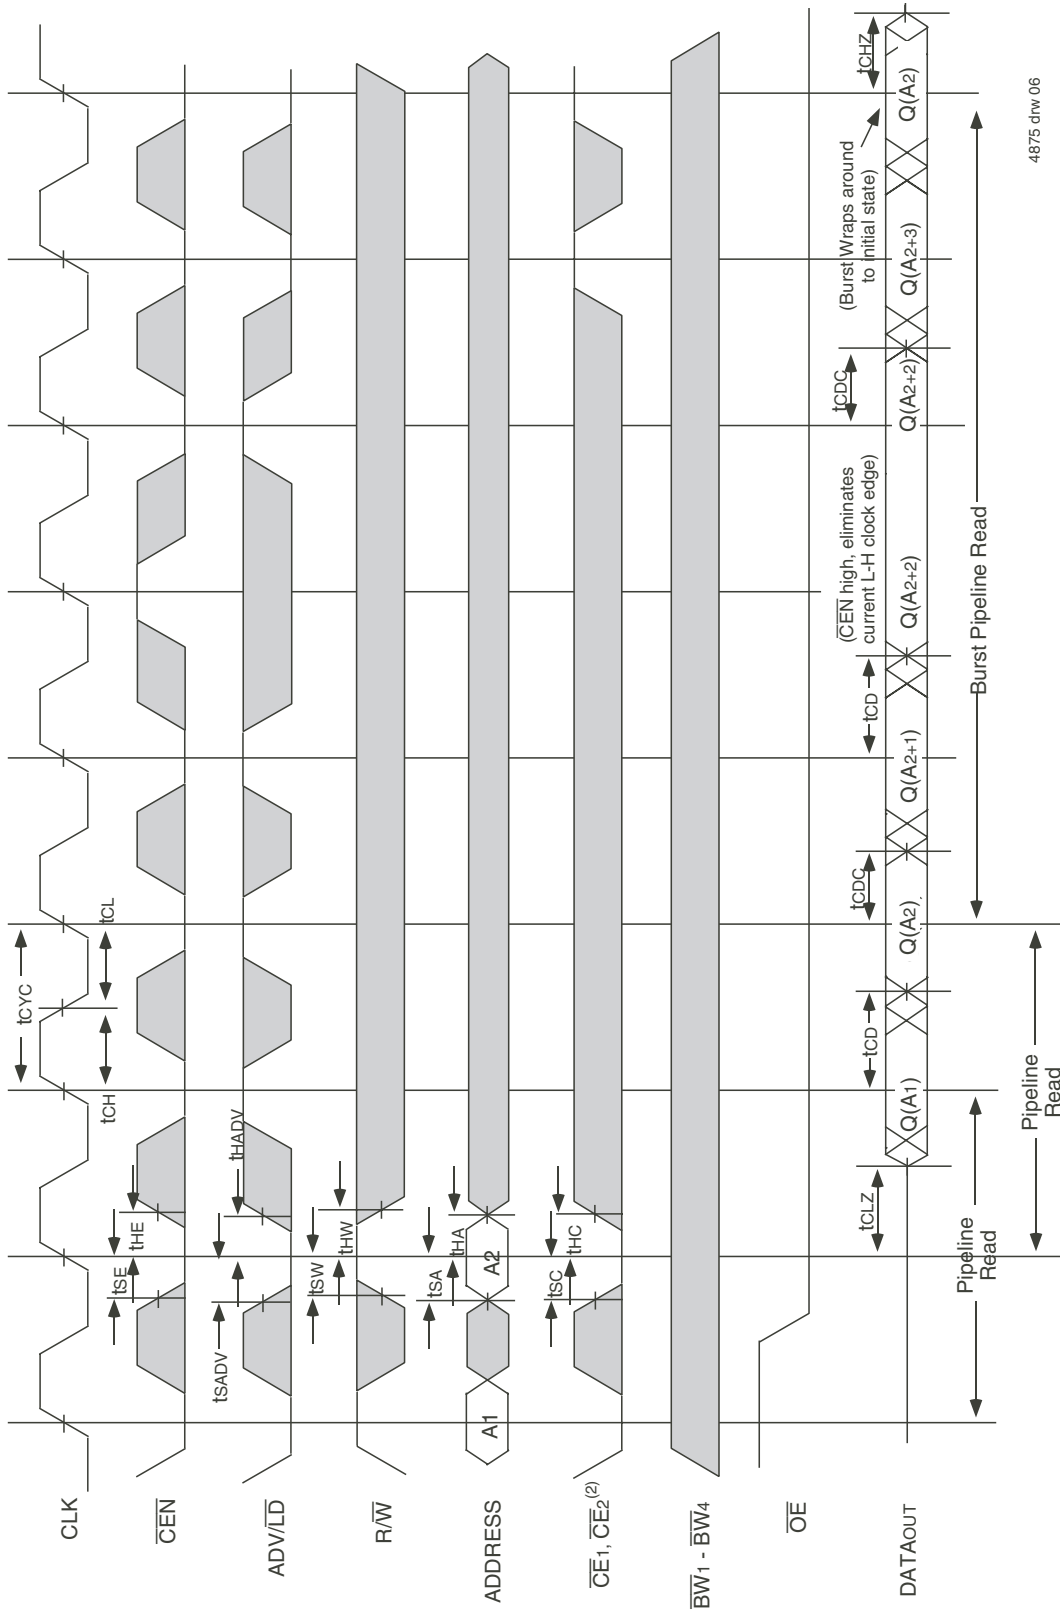 CLK
tCYC
tCH
tCL
CEN
tSE
tHE
ADV/LD
tSADV
tHADV
R/W
tSW
tHW
ADDRESS
A1
A2
tSA
tHA
CE1, CE2(2)
tSC
tHC
BW1 - BW4
OE
DATAOUT
tCLZ
tCD
tCDC
tCD
(CEN high, eliminates
current L-H clock edge)
tCDC
(Burst Wraps around
to initial state)
tCHZ
Q(A1)
Q(A2)
Q(A2+1)
Q(A2+2)
Q(A2+2)
Q(A2+3)
Q(A2)
Pipeline
Read
Burst Pipeline Read
Pipeline
Read
4875 drw 06